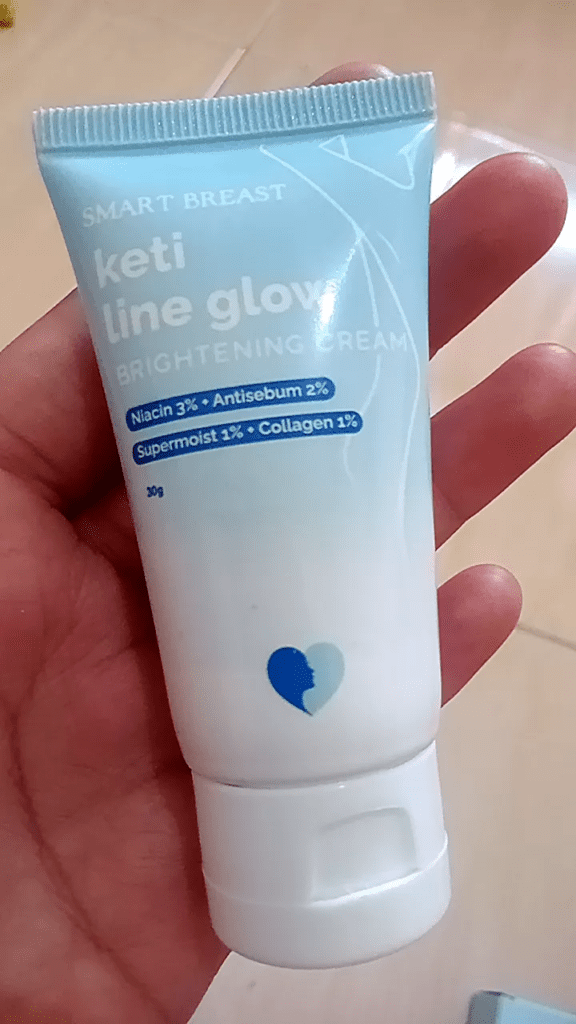 SMART BREAST
keti
line glow
BRIGHTENING CREAM
Niacin 3% • Antisebum 2%
Supermoist 1% • Collagen 1%
30g